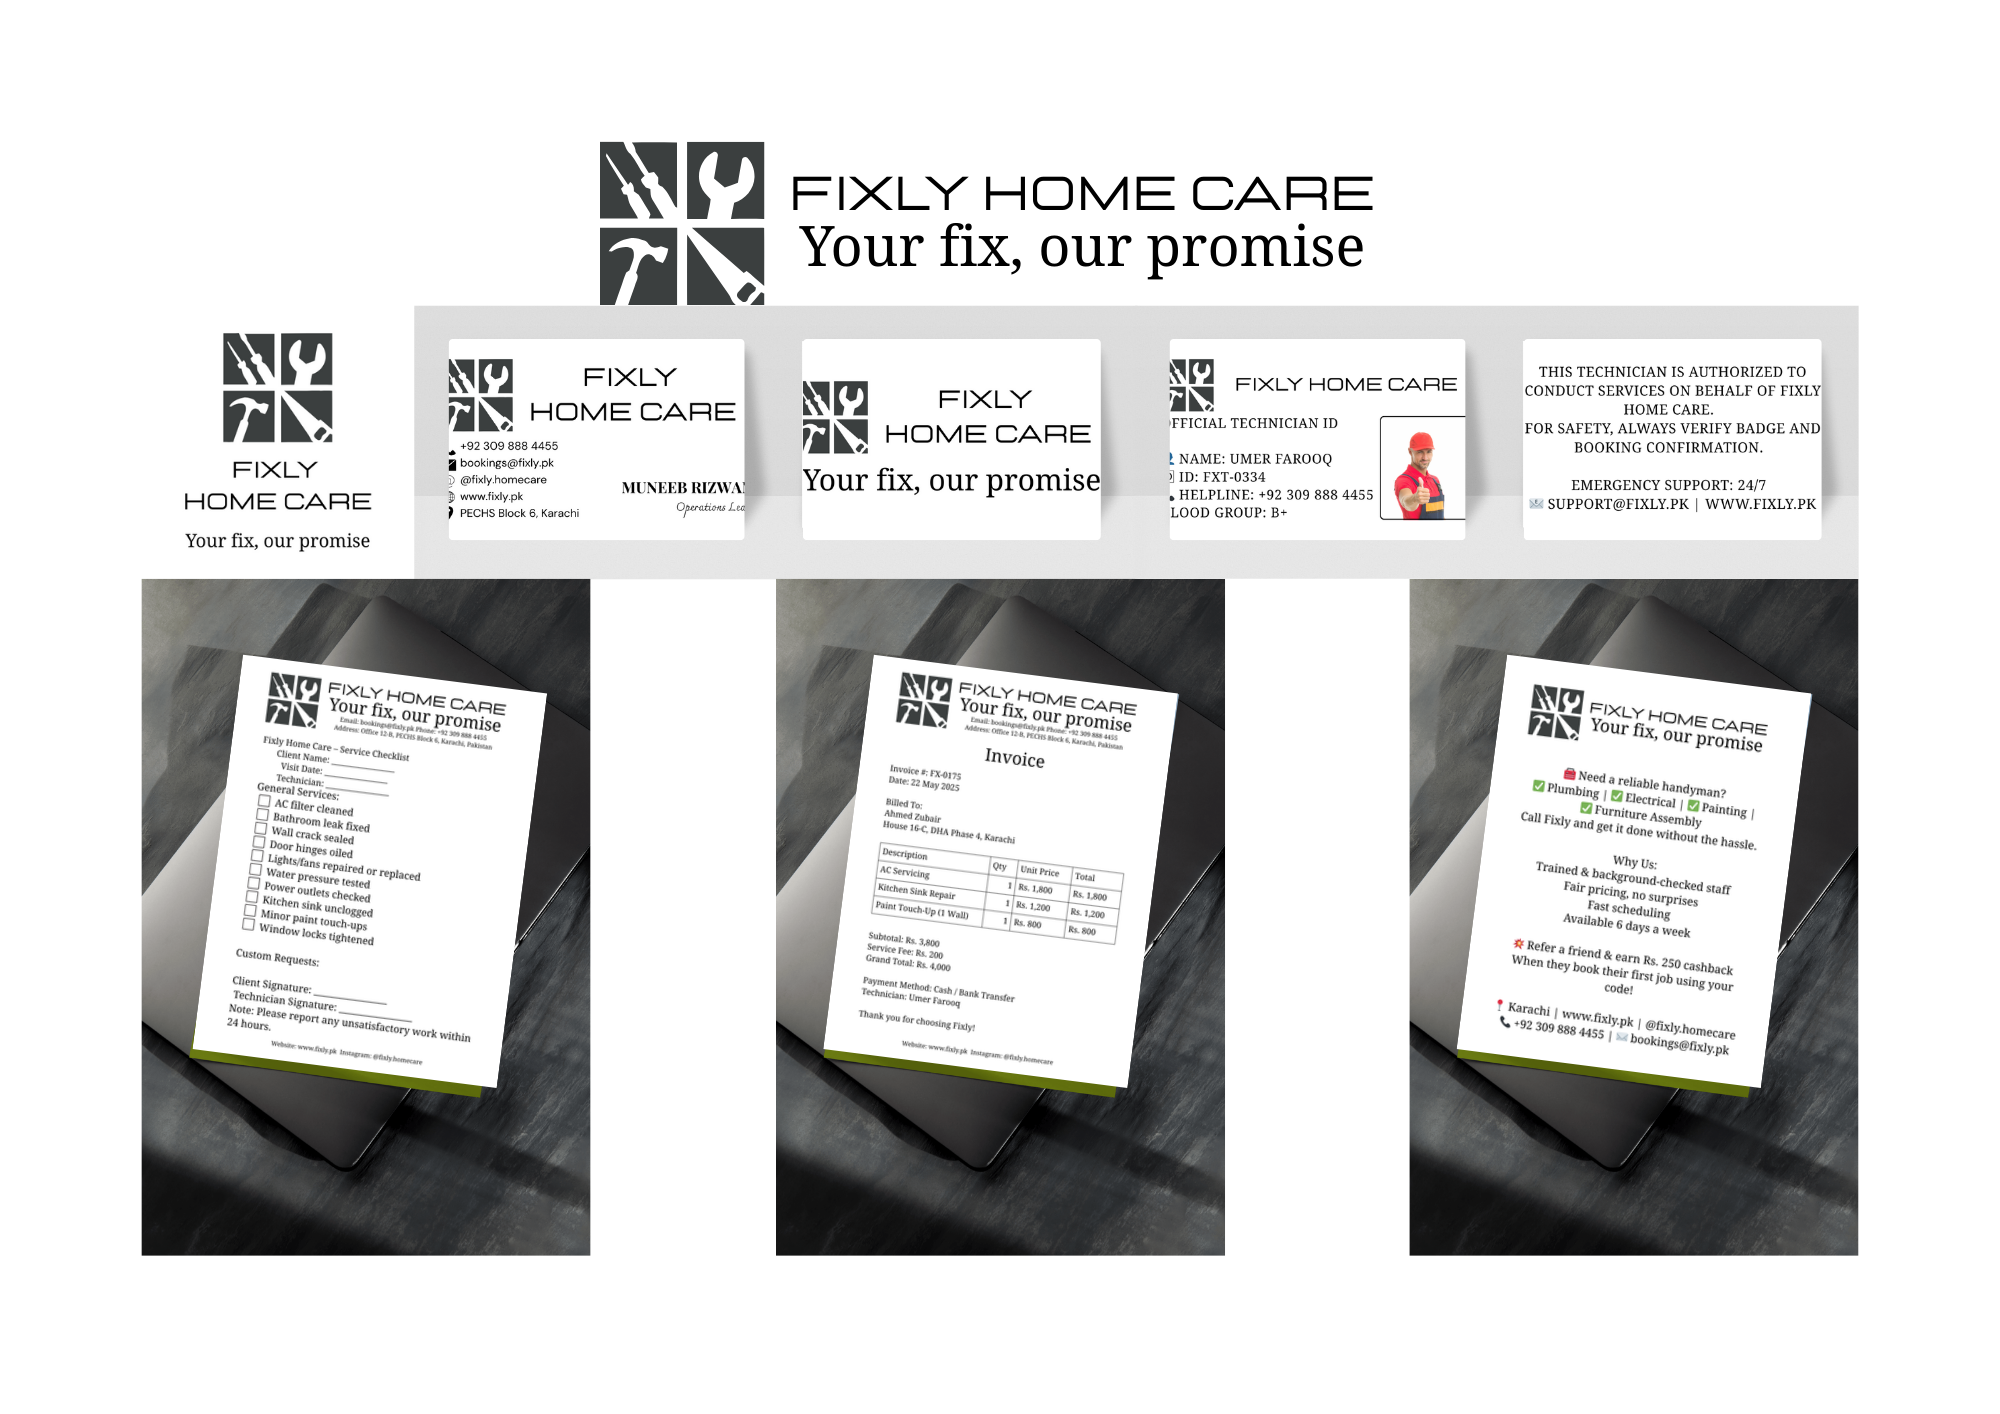 FIXLY HOME CARE
Your fix, our promise
FIXLY
HOME CARE
Your fix, our promise
FIXLY
HOME CARE
+92 309 888 4455
bookings@fixly.pk
@fixly.homecare
www.fixly.pk
PECHS Block 6, Karachi
MUNEEB RIZWA
Operations Lea
FIXLY
HOME CARE
Your fix, our promise
FIXLY HOME CARE
FFICIAL TECHNICIAN ID
NAME: UMER FAROOQ
ID: FXT-0334
HELPLINE: +92 309 888 4455
LOOD GROUP: B+
THIS TECHNICIAN IS AUTHORIZED TO
CONDUCT SERVICES ON BEHALF OF FIXLY
HOME CARE.
FOR SAFETY, ALWAYS VERIFY BADGE AND
BOOKING CONFIRMATION.
EMERGENCY SUPPORT: 24/7
✉️ SUPPORT@FIXLY.PK | WWW.FIXLY.PK
FIXLY HOME CARE
Your fix, our promise
Email: bookings@fixly.pk Phone: +92 309 888 4455
Address: Office 12-B, PECHS Block 6, Karachi, Pakistan
Fixly Home Care – Service Checklist
Client Name: ____________
Visit Date: ____________
Technician: ____________
General Services:
AC filter cleaned
Bathroom leak fixed
Wall crack sealed
Door hinges oiled
Lights/fans repaired or replaced
Water pressure tested
Power outlets checked
Kitchen sink unclogged
Minor paint touch-ups
Window locks tightened
Custom Requests:
Client Signature: ____________
Technician Signature: ____________
Note: Please report any unsatisfactory work within
24 hours.
Website: www.fixly.pk Instagram: @fixly.homecare
FIXLY HOME CARE
Your fix, our promise
Email: bookings@fixly.pk Phone: +92 309 888 4455
Address: Office 12-B, PECHS Block 6, Karachi, Pakistan
Invoice
Invoice #: FX-0175
Date: 22 May 2025
Billed To:
Ahmed Zubair
House 16-C, DHA Phase 4, Karachi
Description Qty Unit Price Total
AC Servicing 1 Rs. 1,800 Rs. 1,800
Kitchen Sink Repair 1 Rs. 1,200 Rs. 1,200
Paint Touch-Up (1 Wall) 1 Rs. 800 Rs. 800
Subtotal: Rs. 3,800
Service Fee: Rs. 200
Grand Total: Rs. 4,000
Payment Method: Cash / Bank Transfer
Technician: Umer Farooq
Thank you for choosing Fixly!
Website: www.fixly.pk Instagram: @fixly.homecare
FIXLY HOME CARE
Your fix, our promise
🧰 Need a reliable handyman?
✅ Plumbing | ✅ Electrical | ✅ Painting |
✅ Furniture Assembly
Call Fixly and get it done without the hassle.
Why Us:
Trained & background-checked staff
Fair pricing, no surprises
Fast scheduling
Available 6 days a week
💥 Refer a friend & earn Rs. 250 cashback
When they book their first job using your
code!
📍 Karachi | www.fixly.pk | @fixly.homecare
📞 +92 309 888 4455 | ✉️ bookings@fixly.pk